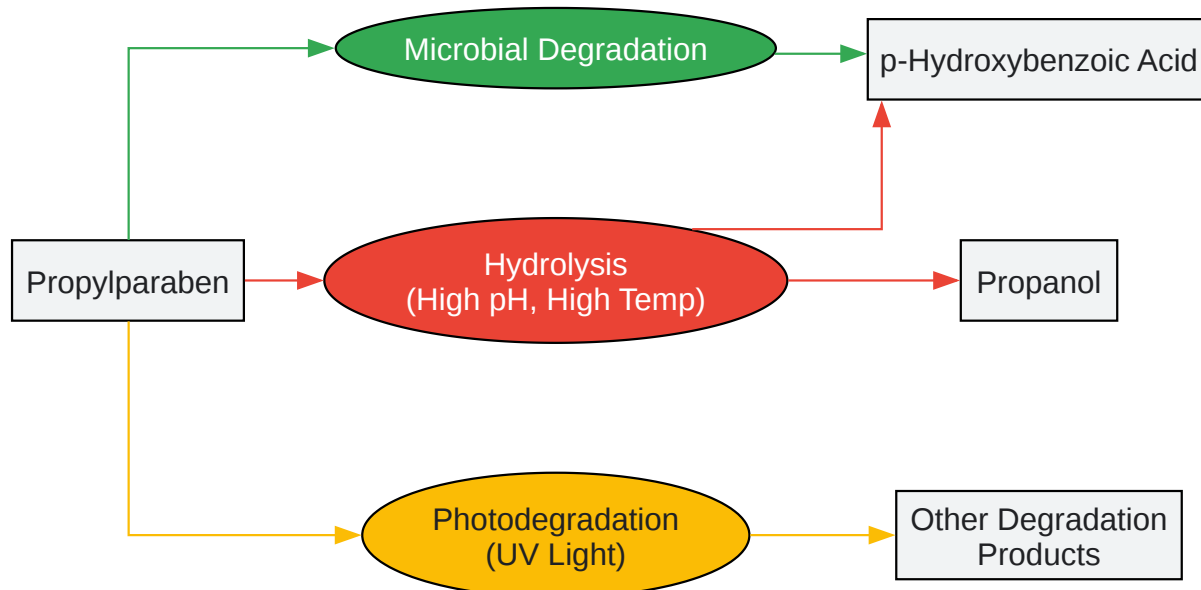 Microbial Degradation
p-Hydroxybenzoic Acid
Propylparaben
Hydrolysis
(High pH, High Temp)
Propanol
Photodegradation
(UV Light)
Other Degradation
Products